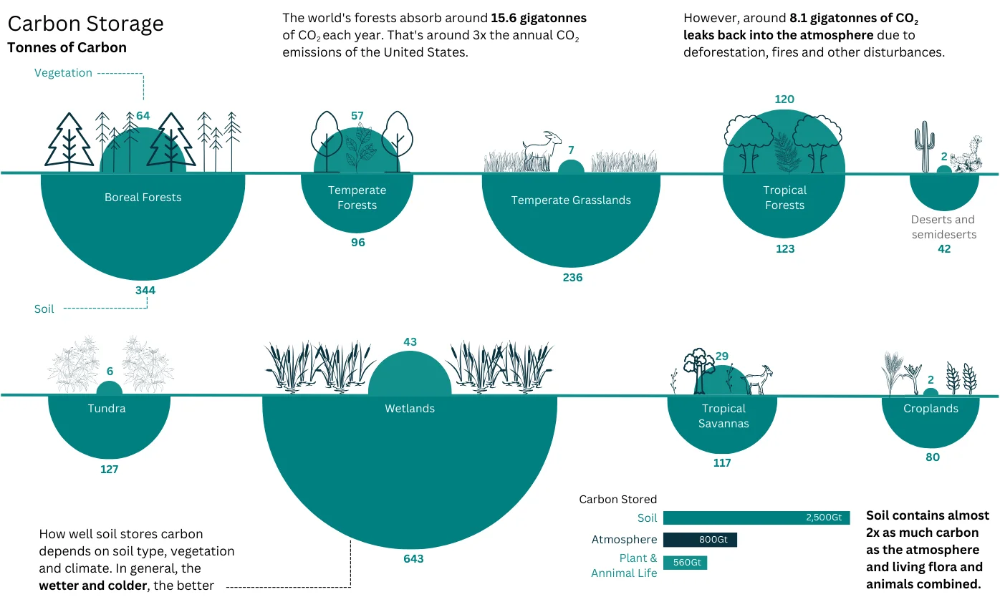 Carbon Storage
Tonnes of Carbon
The world's forests absorb around 15.6 gigatonnes
of CO₂ each year. That's around 3x the annual CO₂
emissions of the United States.
However, around 8.1 gigatonnes of CO₂
leaks back into the atmosphere due to
deforestation, fires and other disturbances.
Vegetation
64
Boreal Forests
344
Soil
57
Temperate
Forests
96
7
Temperate Grasslands
236
120
Tropical
Forests
123
2
Deserts and
semideserts
42
6
Tundra
127
43
Wetlands
643
29
Tropical
Savannas
117
2
Croplands
80
How well soil stores carbon
depends on soil type, vegetation
and climate. In general, the
wetter and colder, the better
Carbon Stored
Soil
2,500Gt
Atmosphere
800Gt
Plant &
Annimal Life
560Gt
Soil contains almost
2x as much carbon
as the atmosphere
and living flora and
animals combined.